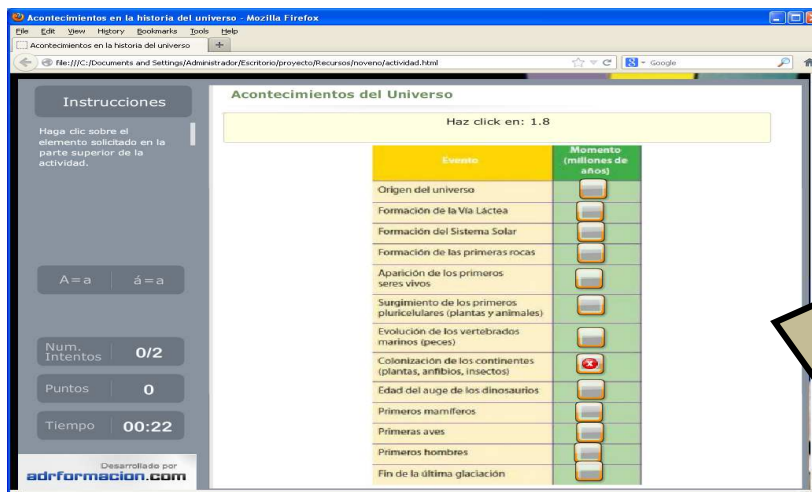 Acontecimientos en la historia del universo - Mozilla Firefox
File Edit View History Bookmarks Tools Help
Acontecimientos en la historia del universo
file:///C:/Documents and Settings/Administrador/Escritorio/proyecto/Recursos/noveno/actividad.html
Google
Instrucciones
Haga clic sobre el
elemento solicitado en la
parte superior de la
actividad.
A=a á=a
Num.
Intentos 0/2
Puntos 0
Tiempo 00:22
Desarrollado por
adrformacion.com
Acontecimientos del Universo
Haz click en: 1.8
Evento
Momento
(millones de
años)
Origen del universo
Formación de la Vía Láctea
Formación del Sistema Solar
Formación de las primeras rocas
Aparición de los primeros
seres vivos
Surgimiento de los primeros
pluricelulares (plantas y animales)
Evolución de los vertebrados
marinos (peces)
Colonización de los continentes
(plantas, anfibios, insectos)
Edad del auge de los dinosaurios
Primeros mamíferos
Primeras aves
Primeros hombres
Fin de la última glaciación